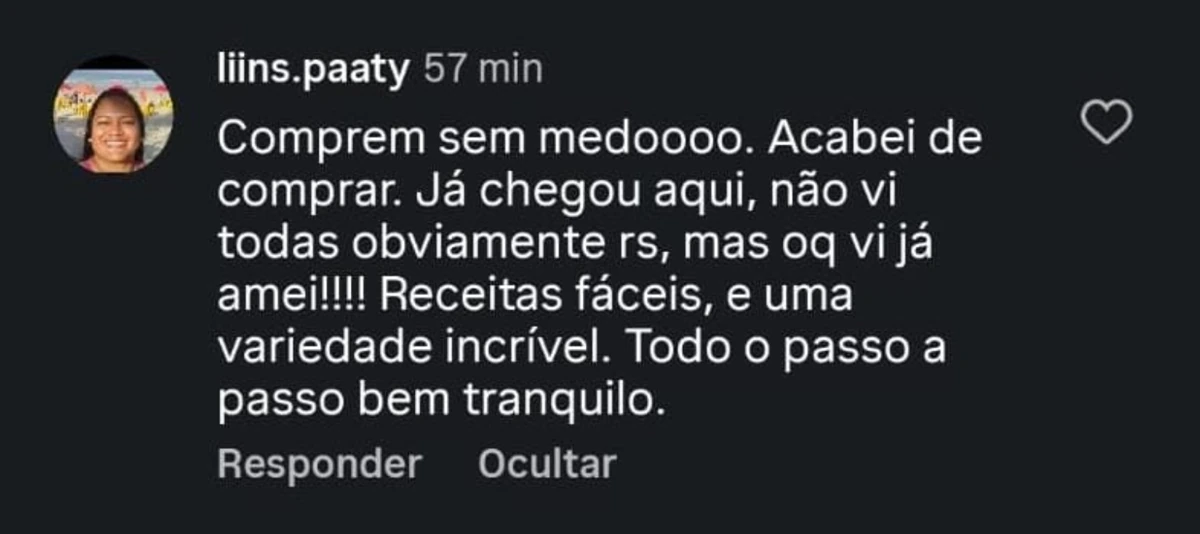 liins.paaty 57 min
Comprem sem medoooo. Acabei de
comprar. Já chegou aqui, não vi
todas obviamente rs, mas oq vi já
amei!!!! Receitas fáceis, e uma
variedade incrível. Todo o passo a
passo bem tranquilo.
Responder Ocultar